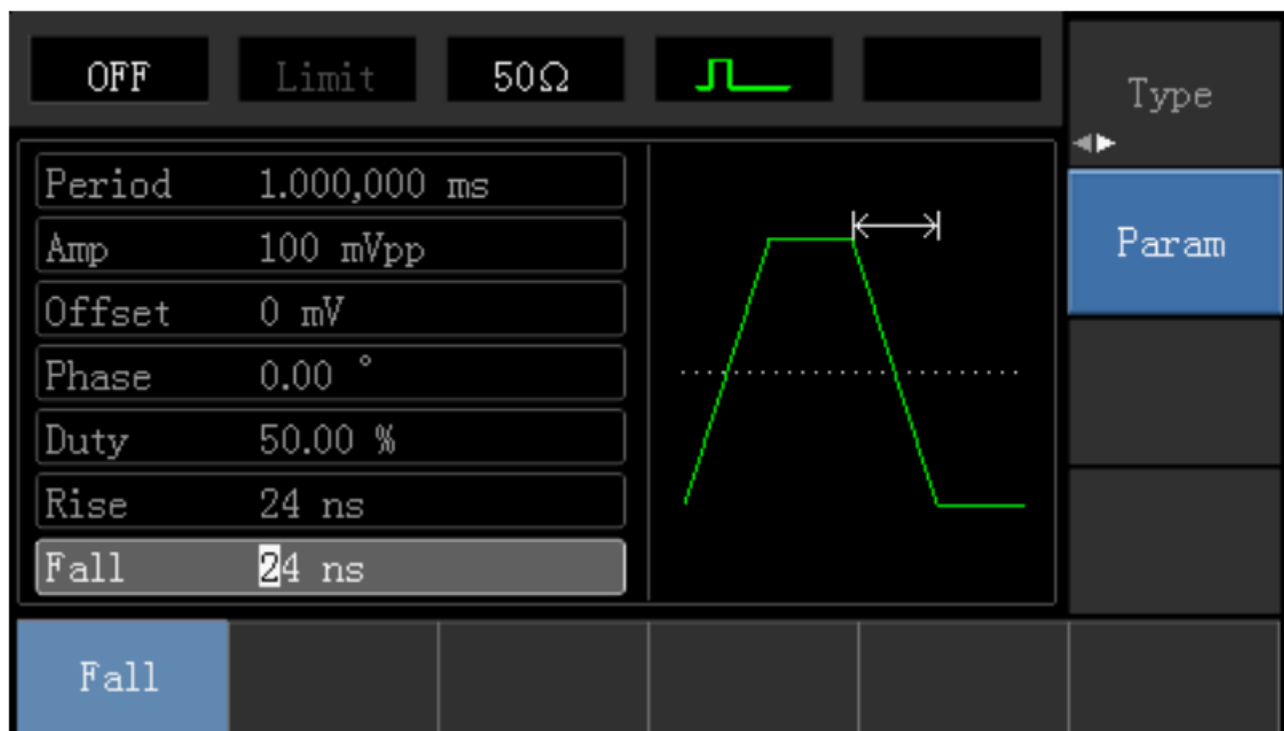 OFF Limit 50Ω
Type
Period 1.000,000 ms
Param
Amp 100 mVpp
Offset 0 mV
Phase 0.00 °
Duty 50.00 %
Rise 24 ns
Fall 24 ns
Fall